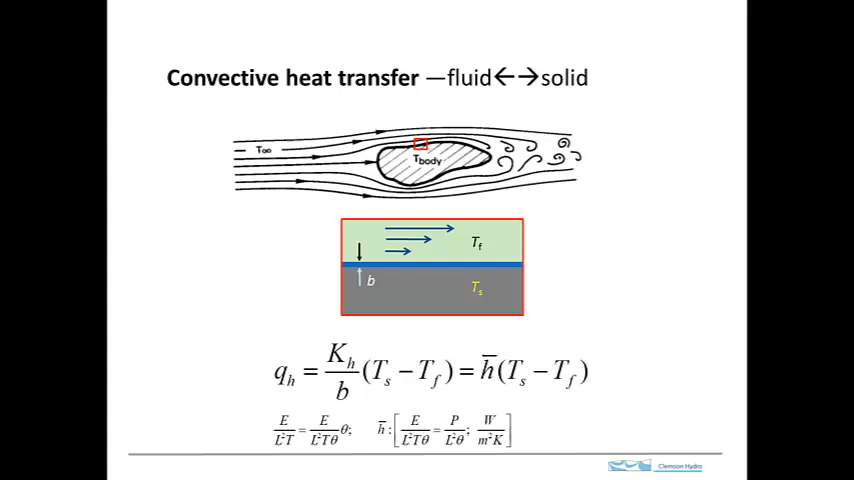 Convective heat transfer —fluid←→solid
T∞
Tbody
Tf
b
Ts
qh = Kh/b (Ts − Tf) = h̅(Ts − Tf)
E/L²T = E/L²Tθ θ; h̅ : [E/L²Tθ = P/L²θ; W/m²K]
Clemson Hydro